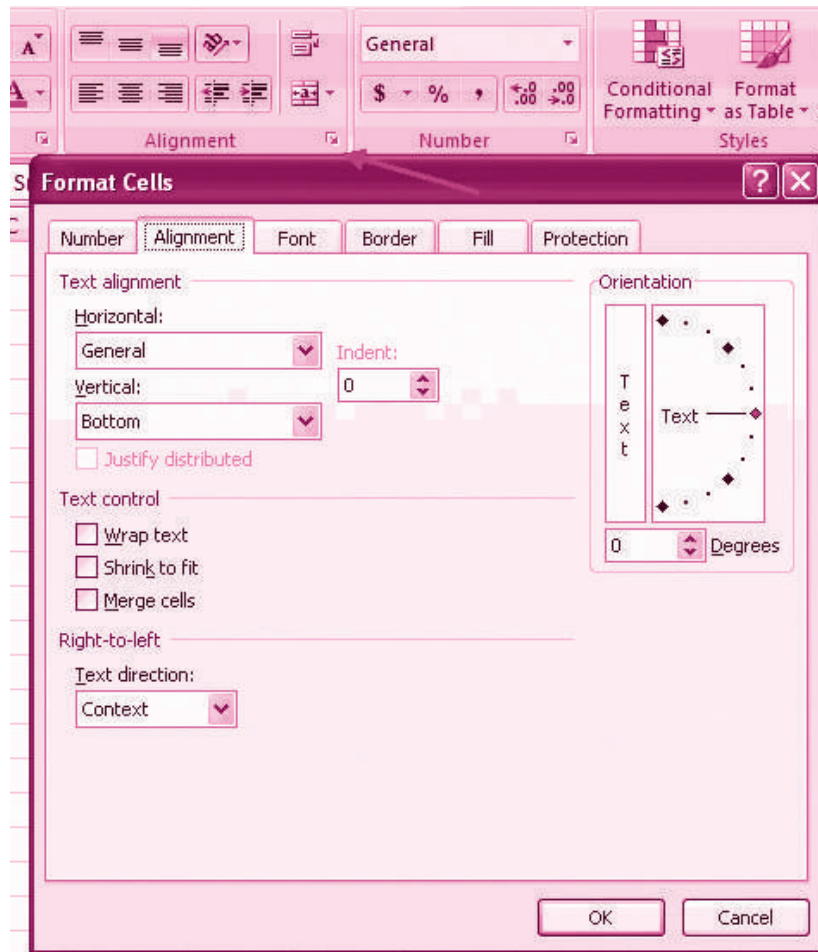 General
$ % ,
Conditional Formatting
Format as Table
Alignment
Number
Styles
Format Cells
Number Alignment Font Border Fill Protection
Text alignment
Horizontal:
General
Indent:
0
Vertical:
Bottom
Justify distributed
Text control
Wrap text
Shrink to fit
Merge cells
Right-to-left
Text direction:
Context
Orientation
Text
Text
0 Degrees
OK Cancel